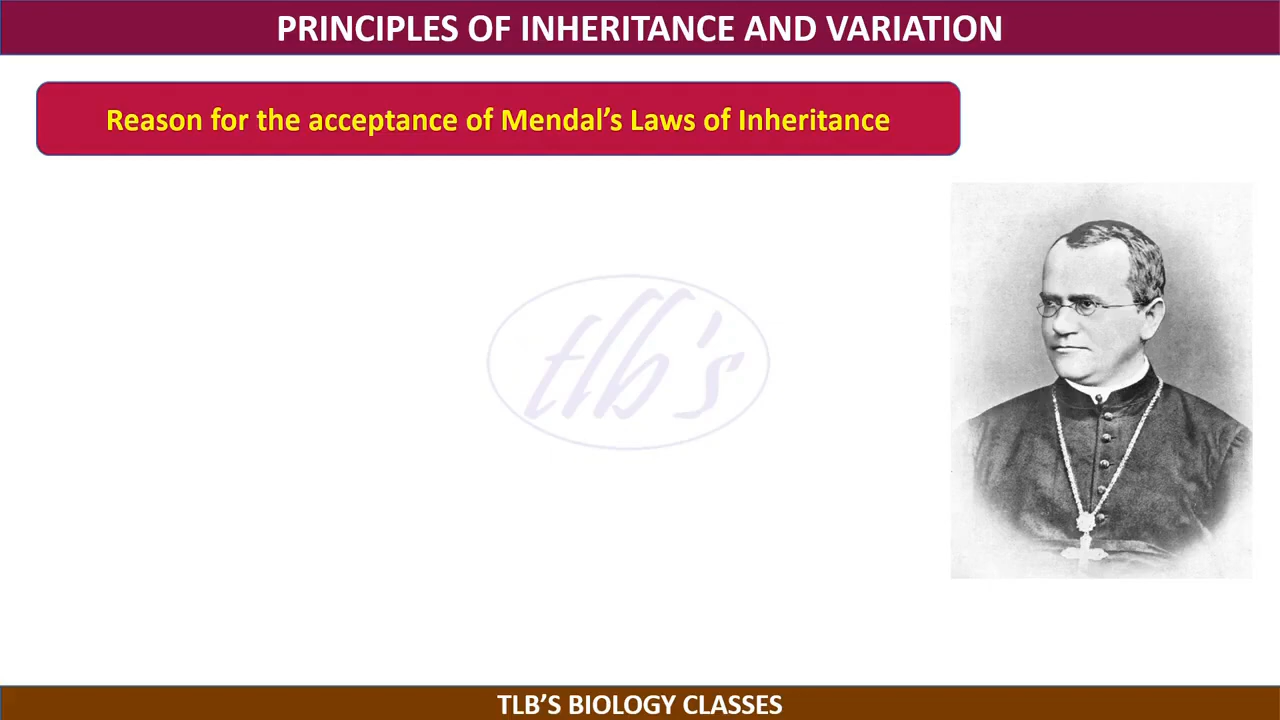 PRINCIPLES OF INHERITANCE AND VARIATION
Reason for the acceptance of Mendal’s Laws of Inheritance
tlb's
TLB’S BIOLOGY CLASSES